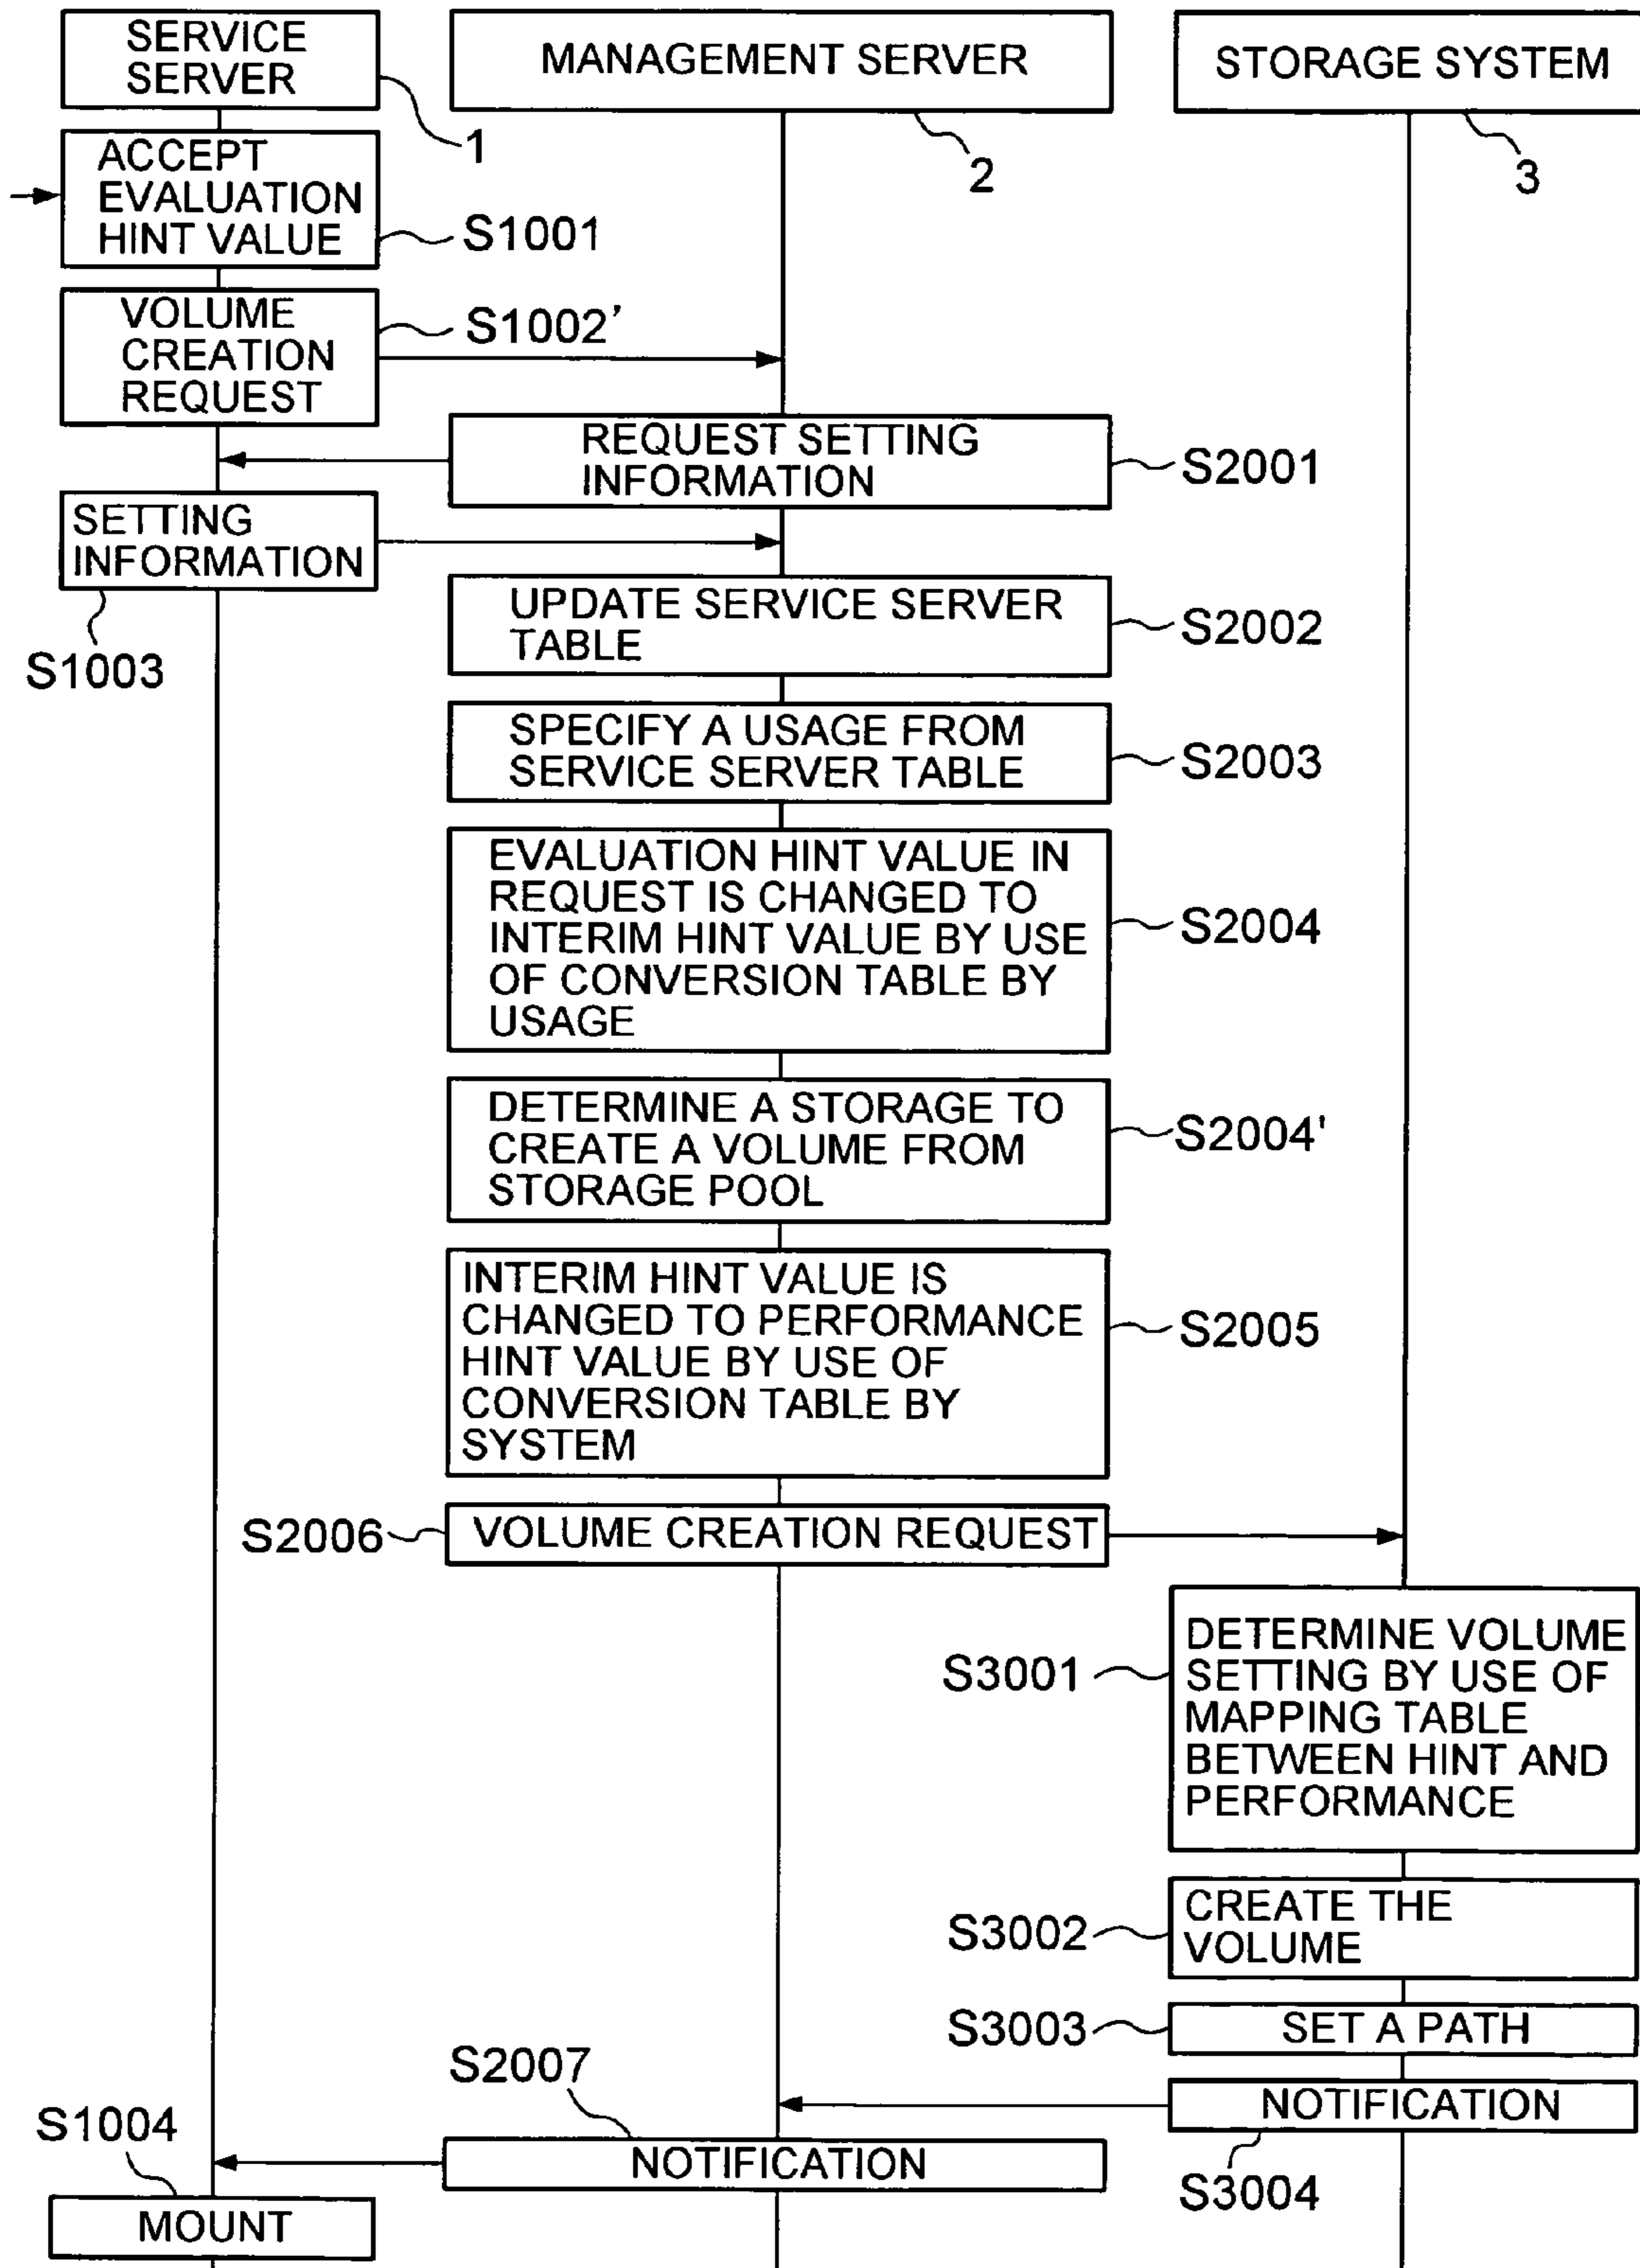 SERVICE
SERVER
MANAGEMENT SERVER
STORAGE SYSTEM
1
2
3
ACCEPT
EVALUATION
HINT VALUE
S1001
VOLUME
CREATION
REQUEST
S1002’
REQUEST SETTING
INFORMATION
S2001
SETTING
INFORMATION
S1003
UPDATE SERVICE SERVER
TABLE
S2002
SPECIFY A USAGE FROM
SERVICE SERVER TABLE
S2003
EVALUATION HINT VALUE IN
REQUEST IS CHANGED TO
INTERIM HINT VALUE BY USE
OF CONVERSION TABLE BY
USAGE
S2004
DETERMINE A STORAGE TO
CREATE A VOLUME FROM
STORAGE POOL
S2004'
INTERIM HINT VALUE IS
CHANGED TO PERFORMANCE
HINT VALUE BY USE OF
CONVERSION TABLE BY
SYSTEM
S2005
S2006
VOLUME CREATION REQUEST
S3001
DETERMINE VOLUME
SETTING BY USE OF
MAPPING TABLE
BETWEEN HINT AND
PERFORMANCE
S3002
CREATE THE
VOLUME
S3003
SET A PATH
NOTIFICATION
S3004
S2007
NOTIFICATION
S1004
MOUNT